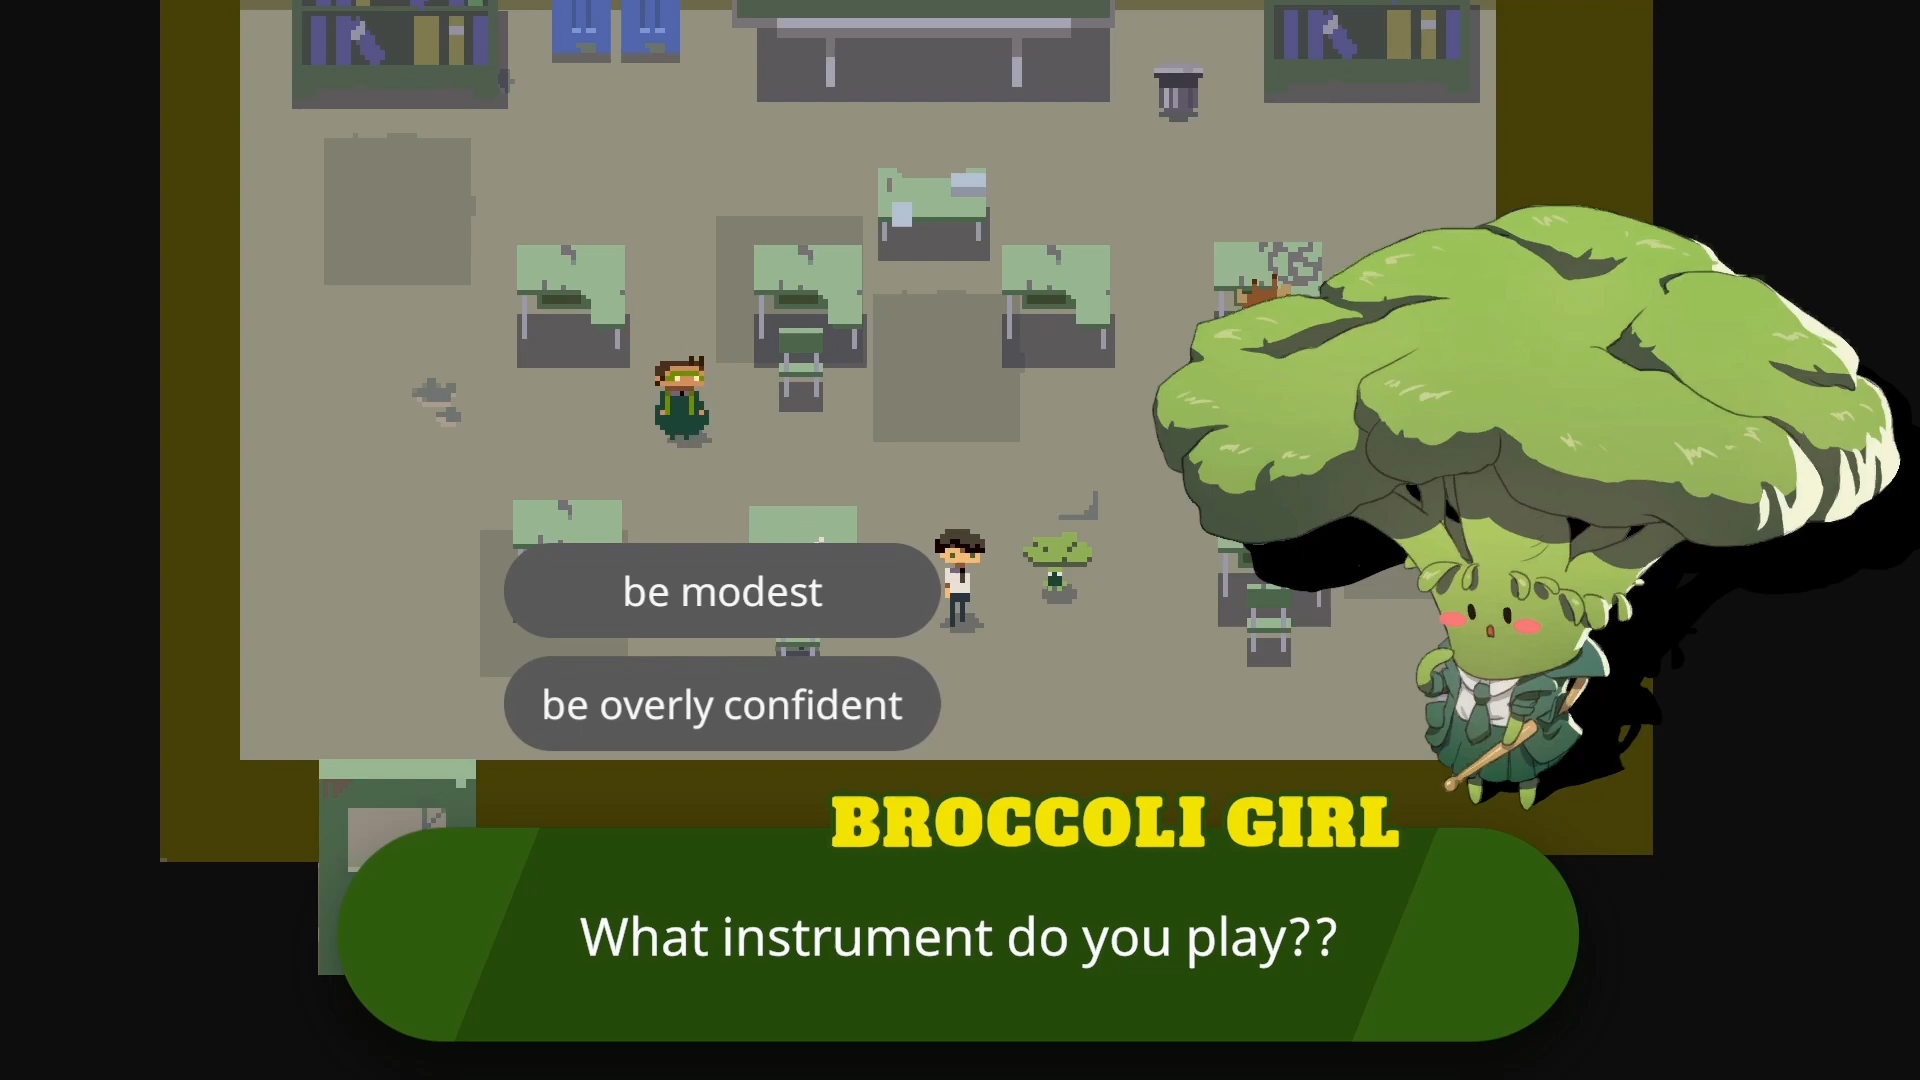 be modest
be overly confident
BROCCOLI GIRL
What instrument do you play??